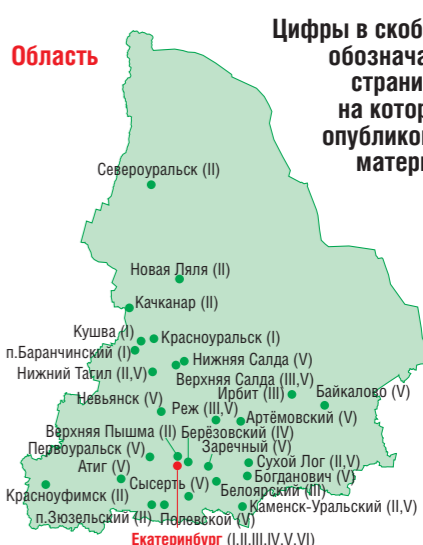 Область
Цифры в скоб
обознача
страни
на котор
опубликов
матери
Североуральск (II)
Новая Ляля (II)
Качканар (II)
Кушва (I)
Красноуральск (I)
п.Баранчинский (I)
Нижняя Салда (V)
Нижний Тагил (II,V)
Верхняя Салда (III,V)
Ирбит (III)
Байкалово (V)
Невьянск (V)
Реж (III,V)
Артёмовский (V)
Верхняя Пышма (II)
Берёзовский (IV)
Заречный (V)
Первоуральск (V)
Сухой Лог (II,V)
Атиг (V)
Богданович (V)
Сысерть (V)
Белоярский (III)
Красноуфимск (II)
Каменск-Уральский (II,V)
п.Зюзельский (II)
Полевской (V)
Екатеринбург (I,II,III,IV,V,VI)